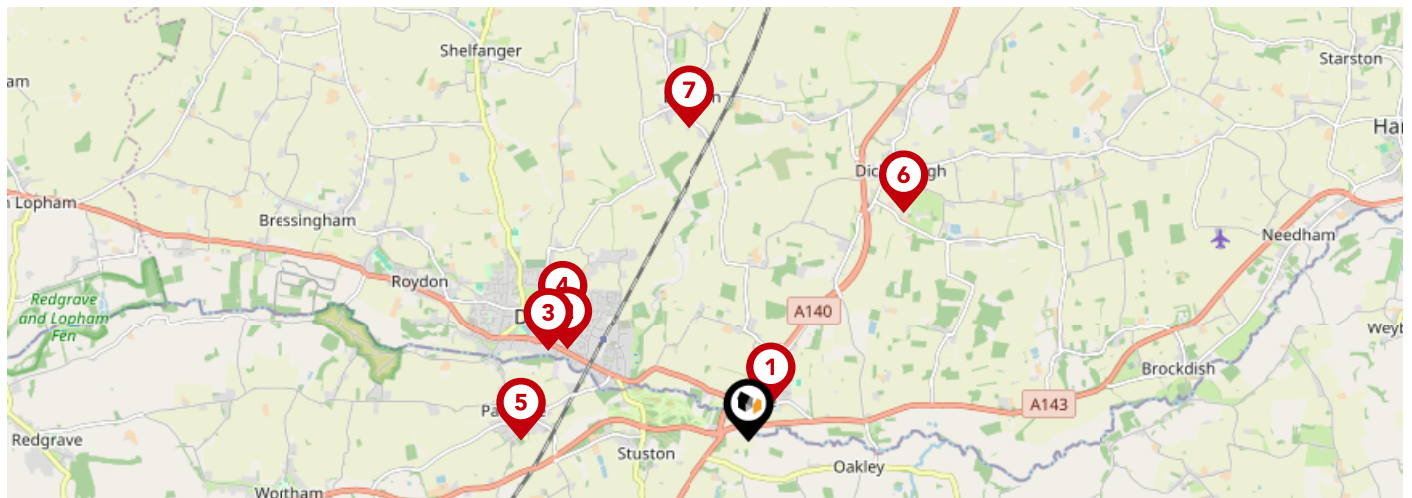 Shelfanger
Starston
am
7
Har
6
n Lopham
Bressingham
Needham
Roydon
4
Redgrave
and Lopham
Fen
3
A140
Weyb
1
Brockdish
5
A143
Redgrave
Stuston
Oakley
Wortham